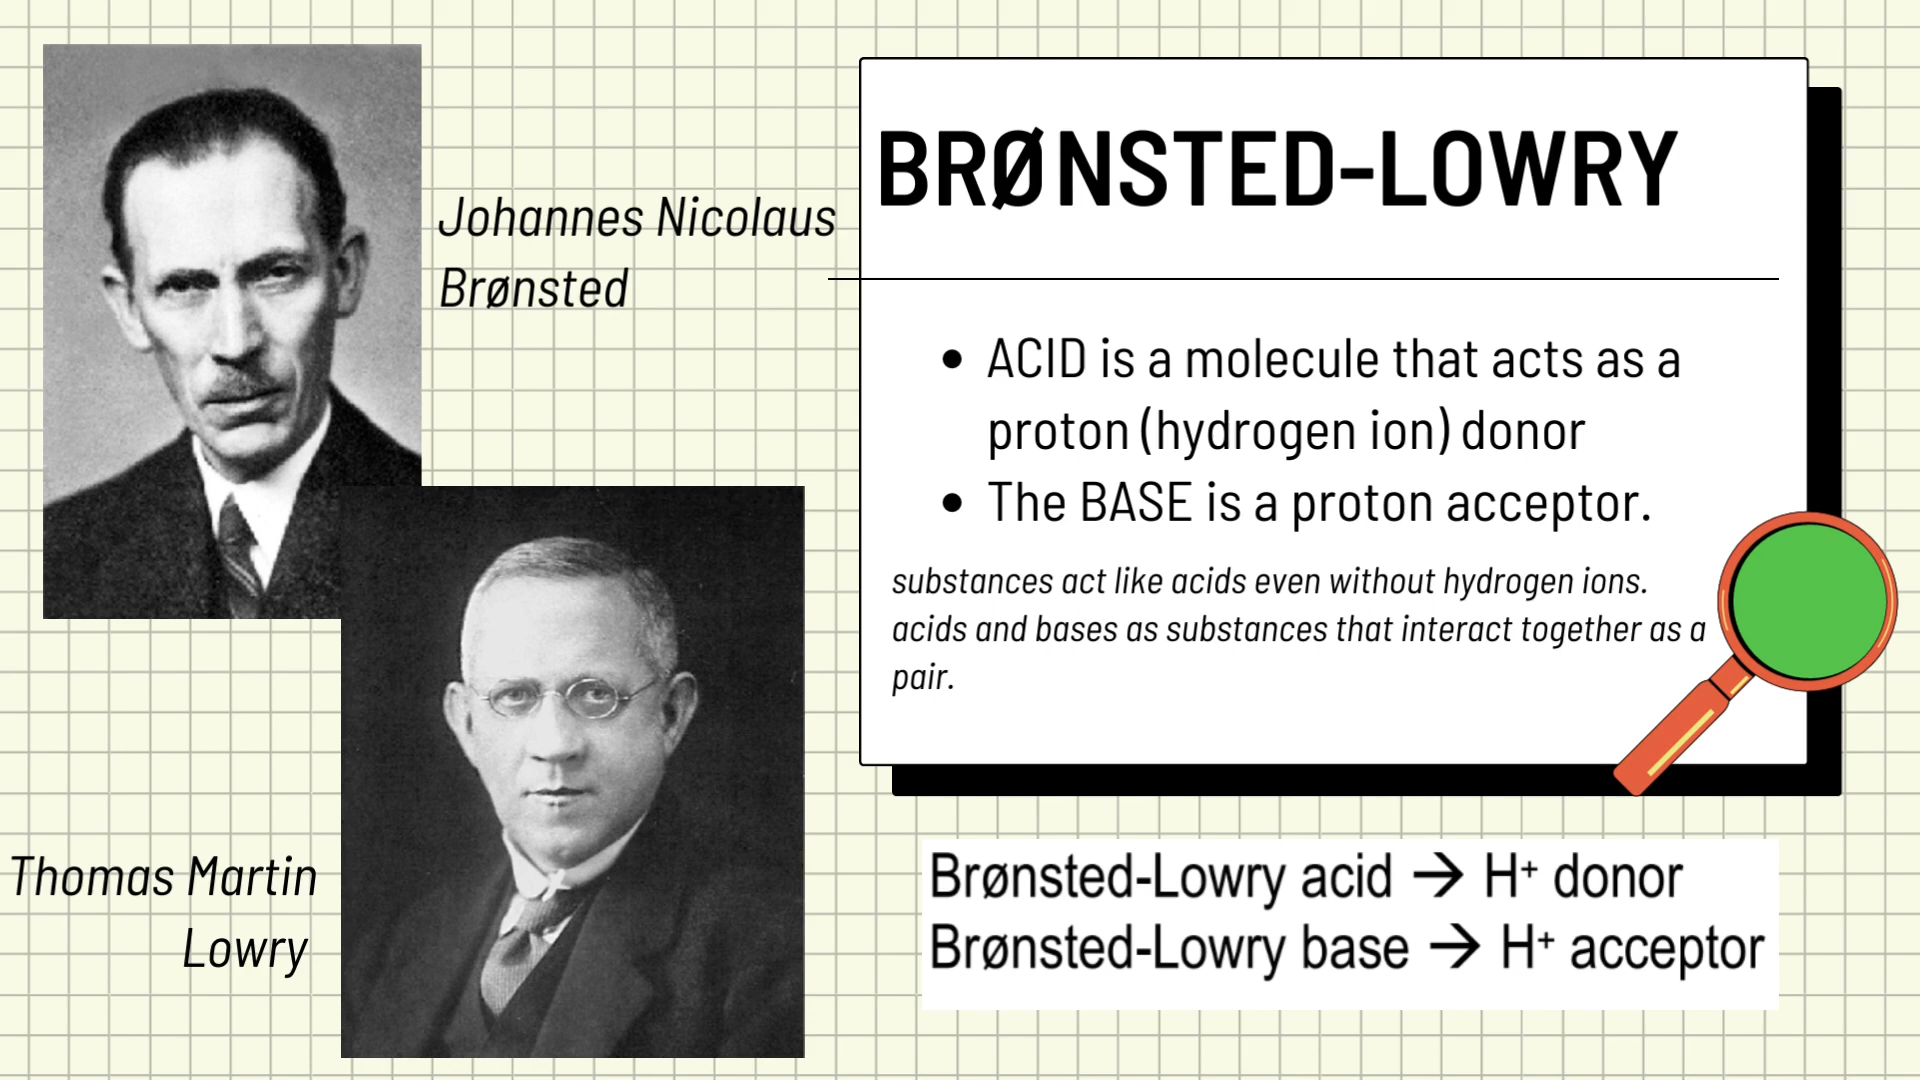 Johannes Nicolaus
Brønsted
Thomas Martin
Lowry
BRØNSTED-LOWRY
• ACID is a molecule that acts as a
proton (hydrogen ion) donor
• The BASE is a proton acceptor.
substances act like acids even without hydrogen ions.
acids and bases as substances that interact together as a
pair.
Brønsted-Lowry acid → H⁺ donor
Brønsted-Lowry base → H⁺ acceptor